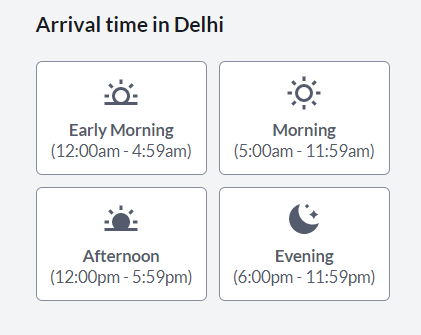 Arrival time in Delhi
Early Morning
(12:00am - 4:59am)
Morning
(5:00am - 11:59am)
Afternoon
(12:00pm - 5:59pm)
Evening
(6:00pm - 11:59pm)